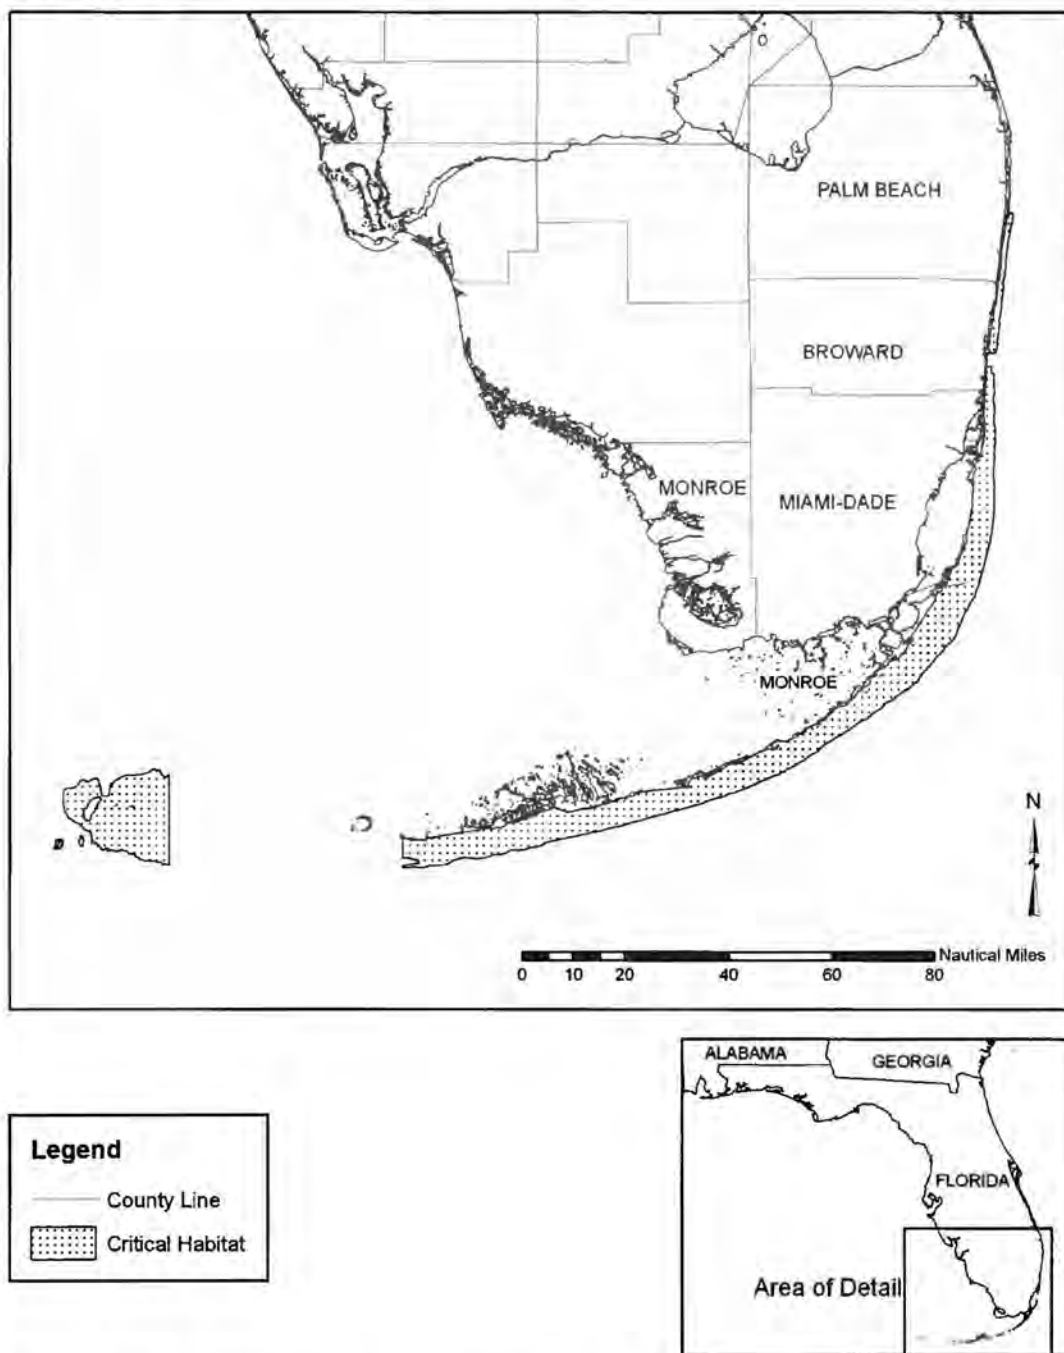 PALM BEACH
BROWARD
MONROE
MIAMI-DADE
MONROE
N
Nautical Miles
0 10 20 40 60 80
ALABAMA
GEORGIA
FLORIDA
Area of Detail
Legend
County Line
Critical Habitat